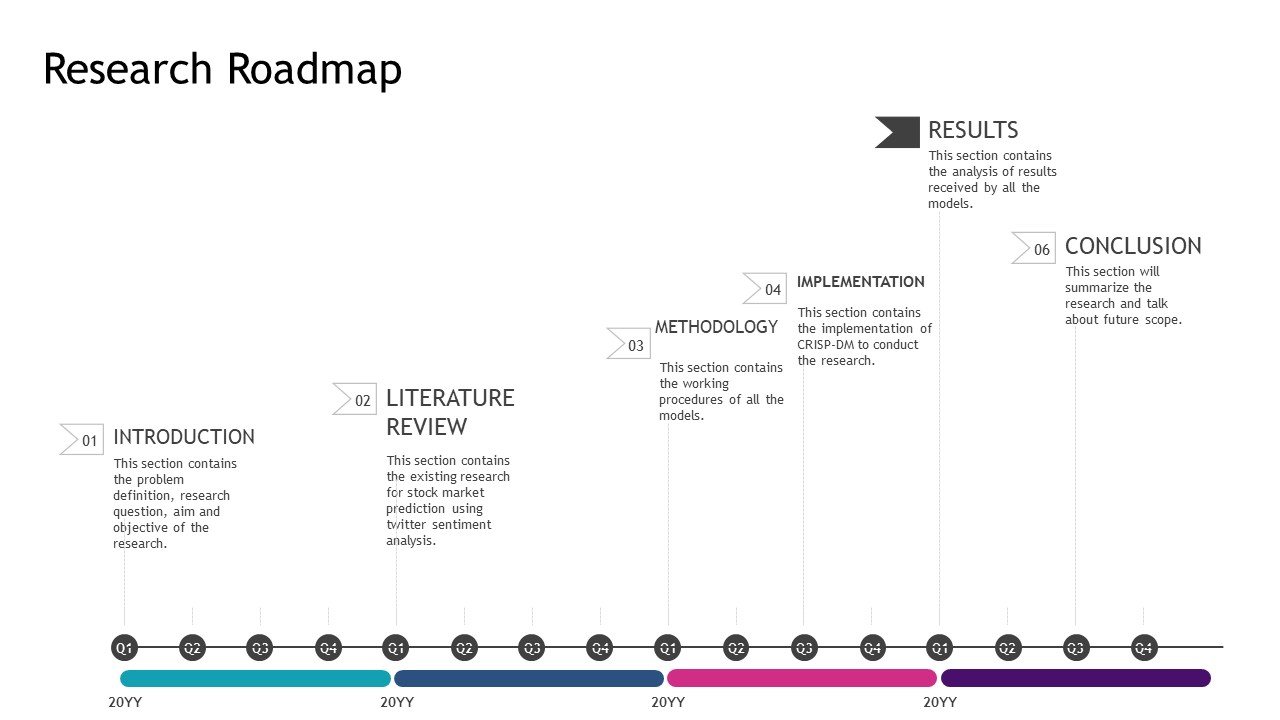 Research Roadmap
RESULTS
This section contains
the analysis of results
received by all the
models.
06
CONCLUSION
This section will
summarize the
research and talk
about future scope.
04
IMPLEMENTATION
This section contains
the implementation of
CRISP-DM to conduct
the research.
03
METHODOLOGY
This section contains
the working
procedures of all the
models.
02
LITERATURE
REVIEW
This section contains
the existing research
for stock market
prediction using
twitter sentiment
analysis.
01
INTRODUCTION
This section contains
the problem
definition, research
question, aim and
objective of the
research.
Q1 Q2 Q3 Q4 Q1 Q2 Q3 Q4 Q1 Q2 Q3 Q4 Q1 Q2 Q3 Q4
20YY 20YY 20YY 20YY